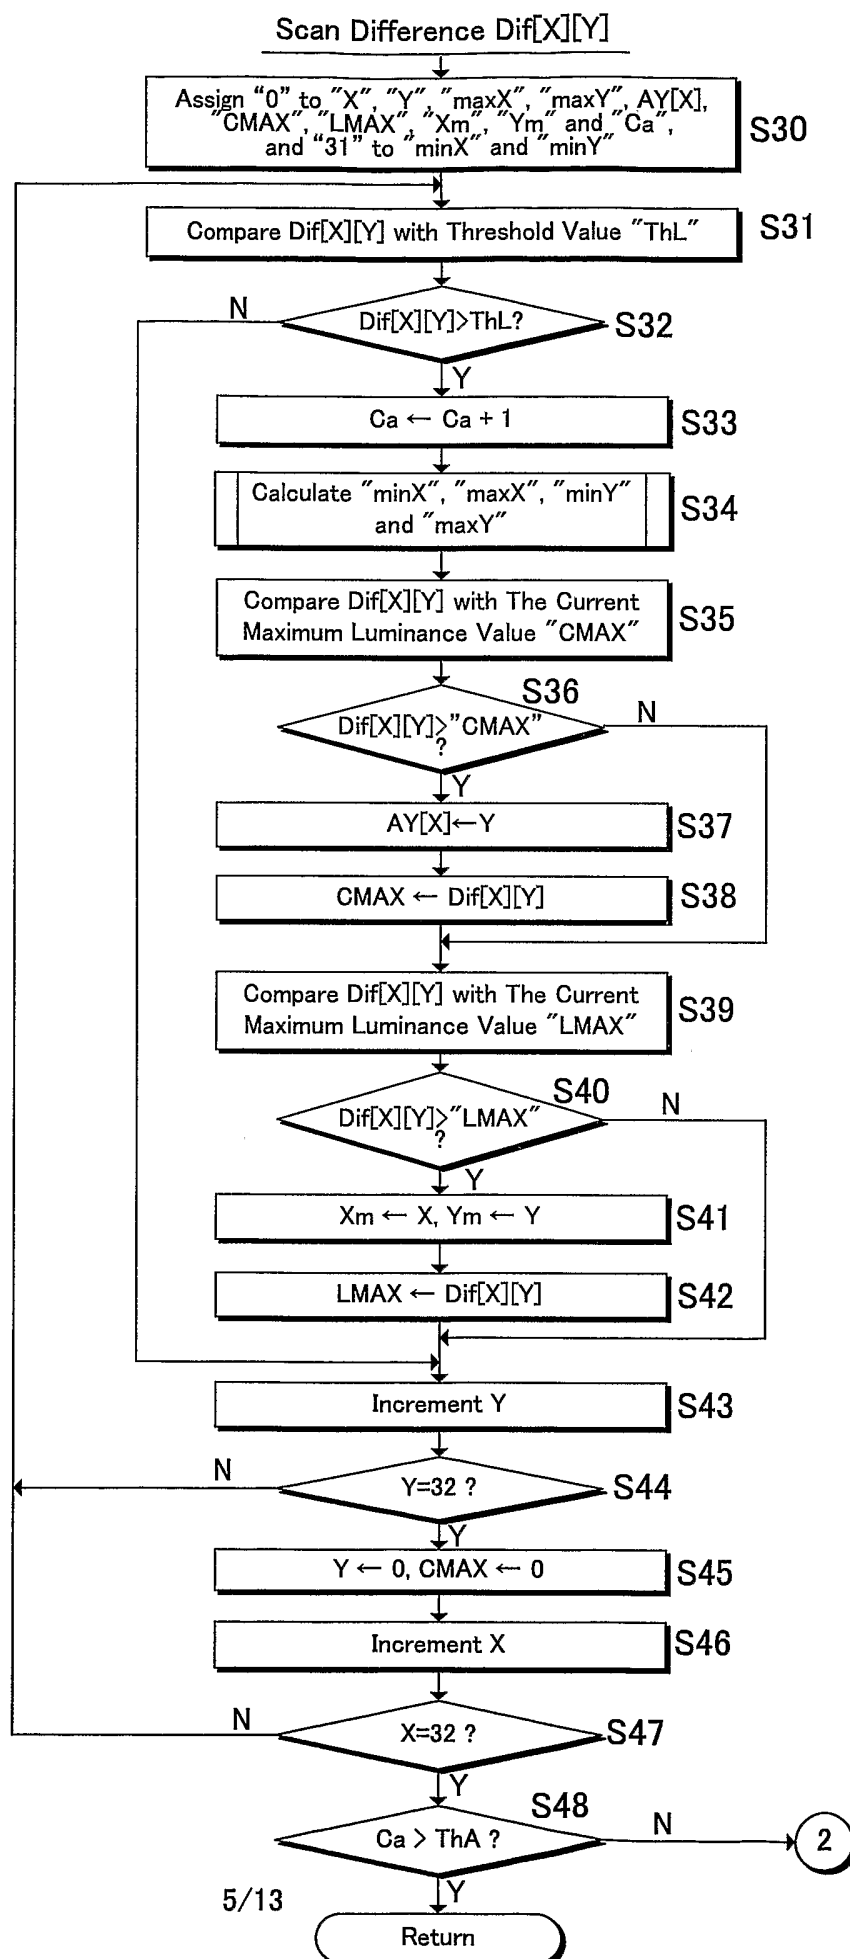 Scan Difference Dif[X][Y]
Assign “0” to ”X”, ”Y”, ”maxX”, ”maxY”, AY[X],
”CMAX”, ”LMAX”, ”Xm”, ”Ym” and ”Ca”,
and “31” to ”minX” and ”minY”
S30
Compare Dif[X][Y] with Threshold Value ”ThL”
S31
N
Dif[X][Y]>ThL?
S32
Y
Ca ← Ca + 1
S33
Calculate ”minX”, ”maxX”, ”minY”
and ”maxY”
S34
Compare Dif[X][Y] with The Current
Maximum Luminance Value ”CMAX”
S35
S36
Dif[X][Y]>”CMAX”
?
N
Y
AY[X]←Y
S37
CMAX ← Dif[X][Y]
S38
Compare Dif[X][Y] with The Current
Maximum Luminance Value ”LMAX”
S39
S40
Dif[X][Y]>”LMAX”
?
N
Y
Xm ← X, Ym ← Y
S41
LMAX ← Dif[X][Y]
S42
Increment Y
S43
N
Y=32 ?
S44
Y
Y ← 0, CMAX ← 0
S45
Increment X
S46
N
X=32 ?
S47
Y
S48
Ca > ThA ?
N
2
Y
5/13
Return